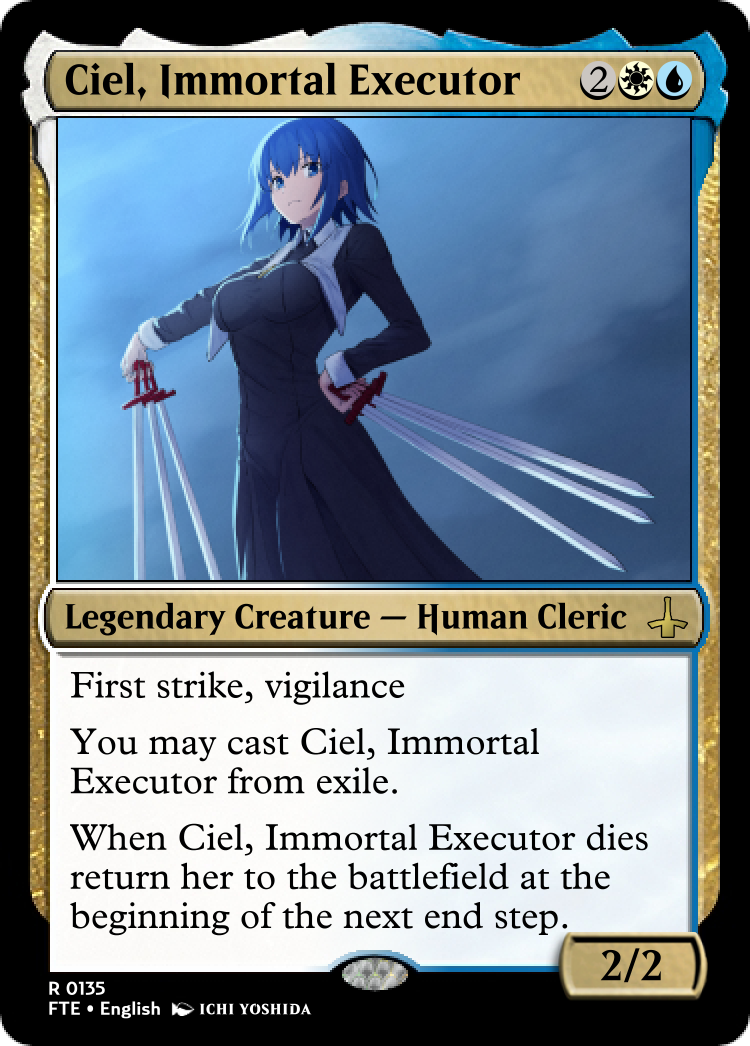 Ciel, Immortal Executor 2
Legendary Creature — Human Cleric
First strike, vigilance
You may cast Ciel, Immortal
Executor from exile.
When Ciel, Immortal Executor dies
return her to the battlefield at the
beginning of the next end step.
2/2
R 0135
FTE • English ICHI YOSHIDA